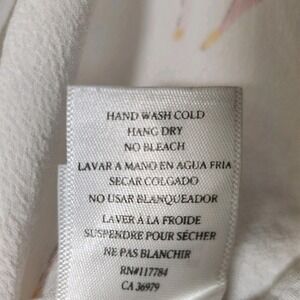 HAND WASH COLD
HANG DRY
NO BLEACH
LAVAR A MANO EN AGUA FRIA
SECAR COLGADO
NO USAR BLANQUEADOR
LAVER À LA FROIDE
SUSPENDRE POUR SÉCHER
NE PAS BLANCHIR
RN#117784
CA 36979